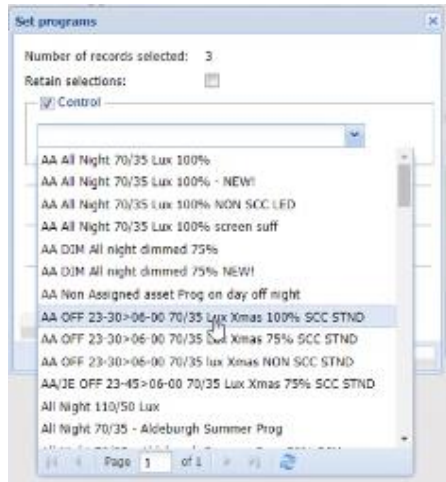 Set programs
Number of records selected: 3
Retain selections:
Control
AA All Night 70/35 Lux 100%
AA All Night 70/35 Lux 100% - NEW!
AA All Night 70/35 Lux 100% NON SCC LED
AA All Night 70/35 Lux 100% screen suff
AA DIM All night dimmed 75%
AA DIM All night dimmed 75% NEW!
AA Non Assigned asset Prog on day off night
AA OFF 23-30>06-00 70/35 Lux Xmas 100% SCC STND
AA OFF 23-30>06-00 70/35 Lux Xmas 75% SCC STND
AA OFF 23-30>06-00 70/35 lux Xmas NON SCC STND
AA/JE OFF 23-45>06-00 70/35 Lux Xmas 75% SCC STND
All Night 110/50 Lux
All Night 70/35 - Aldeburgh Summer Prog
Page 1 of 1